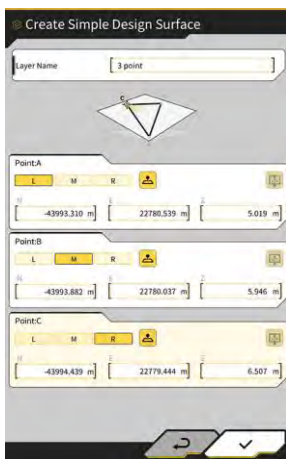 Create Simple Design Surface
Layer Name [ 3 point ]
C
Point:A
L M R
N E Z
[ -43993.310 m] [ 22780.539 m] [ 5.019 m]
Point:B
L M R
N E Z
[ -43993.882 m] [ 22780.037 m] [ 5.946 m]
Point:C
L M R
N E Z
[ -43994.439 m] [ 22779.444 m] [ 6.507 m]